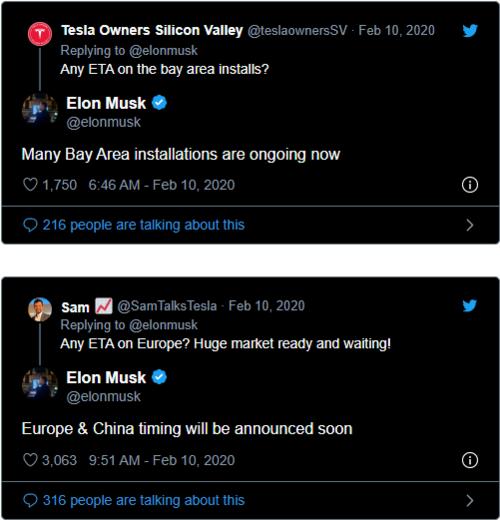 Tesla Owners Silicon Valley @teslaownersSV · Feb 10, 2020
Replying to @elonmusk
Any ETA on the bay area installs?
Elon Musk
@elonmusk
Many Bay Area installations are ongoing now
1,750 6:46 AM - Feb 10, 2020
216 people are talking about this
Sam @SamTalksTesla · Feb 10, 2020
Replying to @elonmusk
Any ETA on Europe? Huge market ready and waiting!
Elon Musk
@elonmusk
Europe & China timing will be announced soon
3,063 9:51 AM - Feb 10, 2020
316 people are talking about this